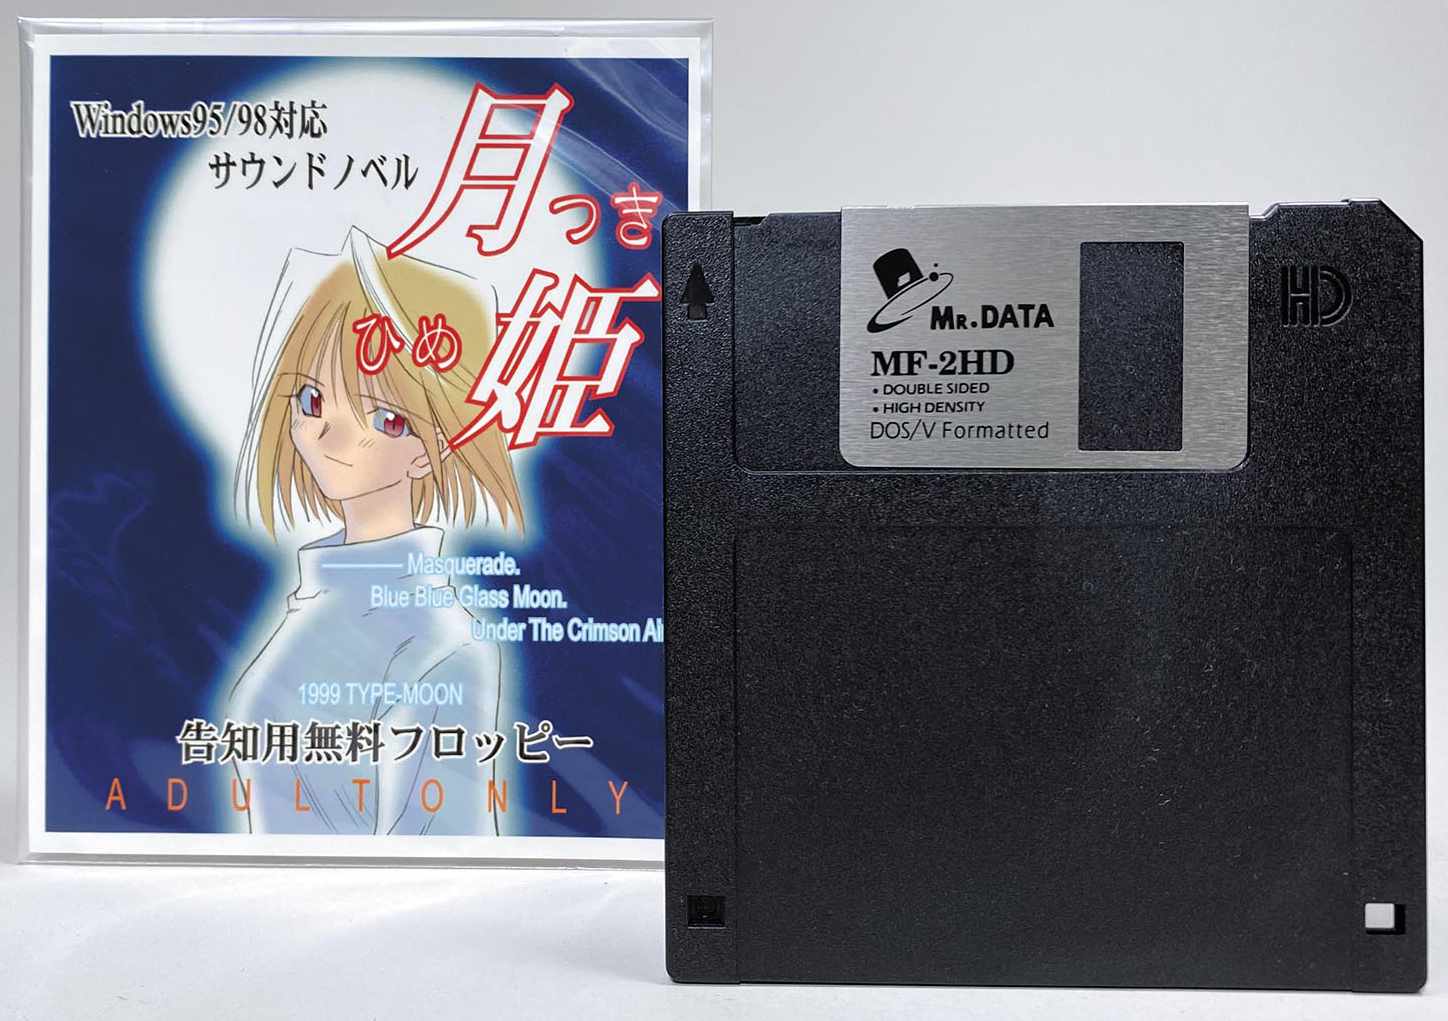 Windows95/98対応
サウンドノベル
月つき
ひめ姫
――― Masquerade.
Blue Blue Glass Moon.
Under The Crimson Air
1999 TYPE-MOON
告知用無料フロッピー
ADULT ONLY
MR.DATA
MF-2HD
• DOUBLE SIDED
• HIGH DENSITY
DOS/V Formatted
HD